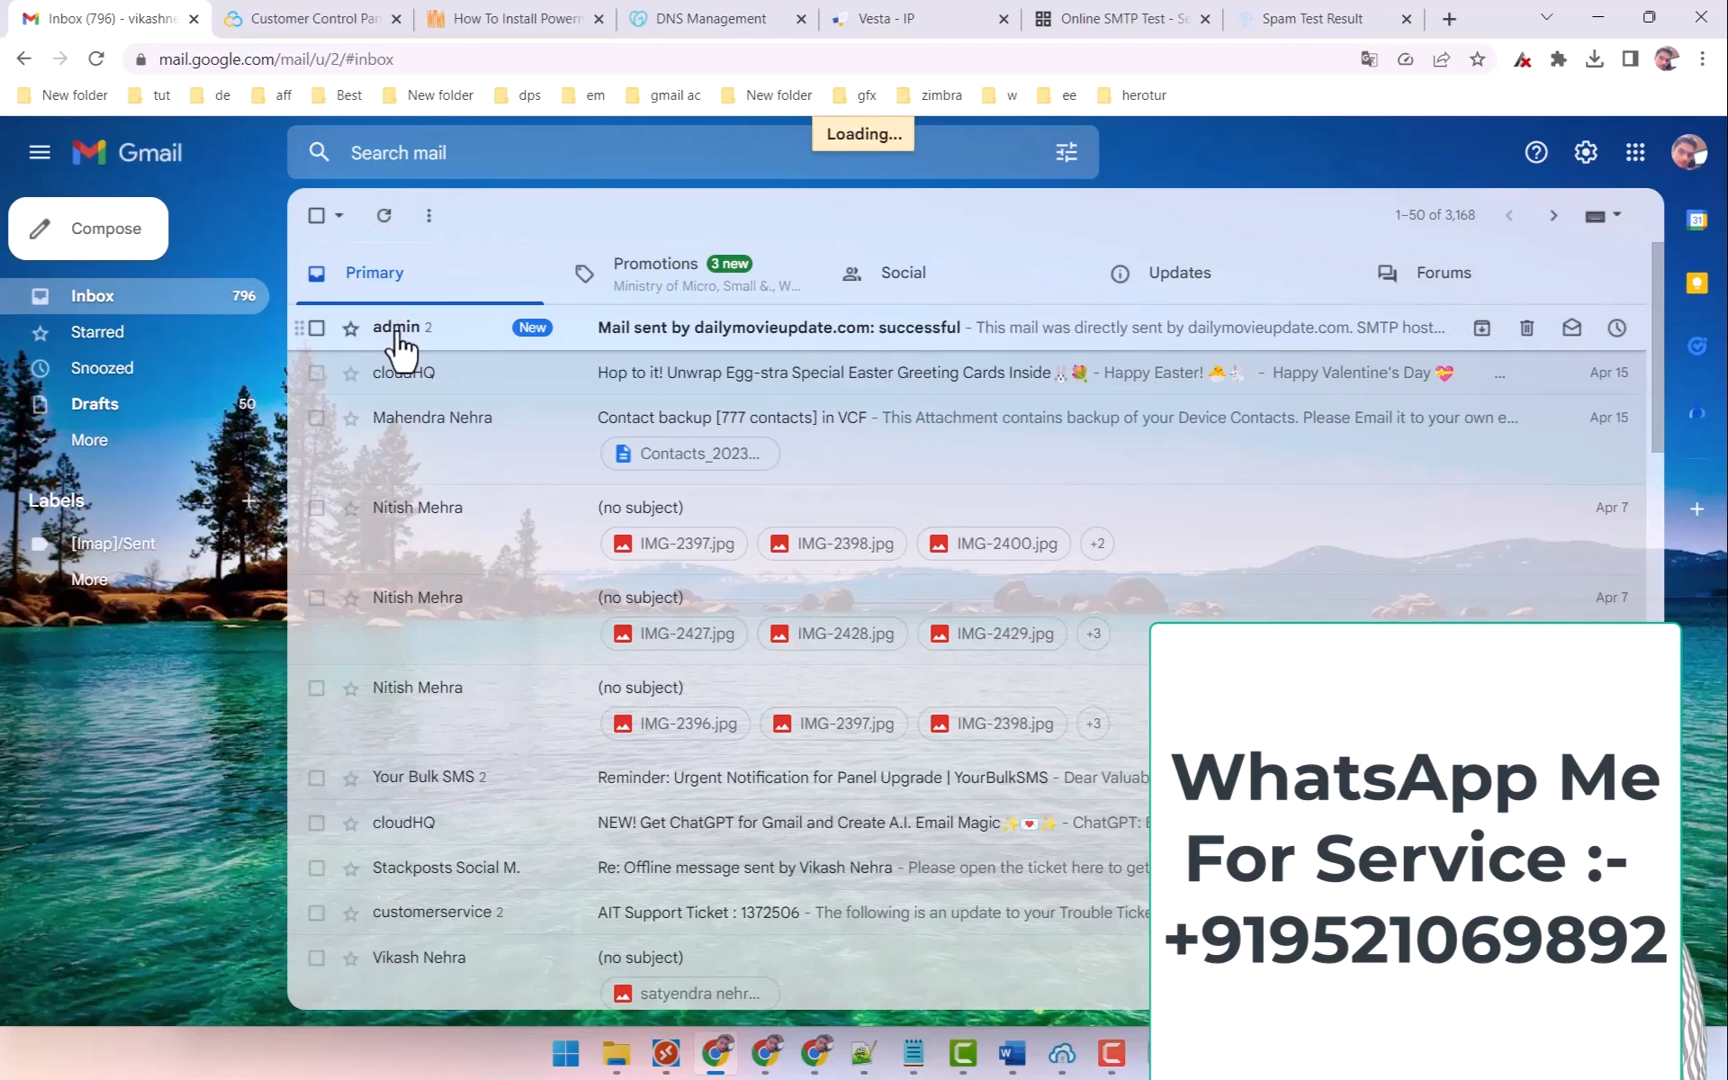 Inbox (796) - vikashne
Customer Control Pan
How To Install Powerm
DNS Management
Vesta - IP
Online SMTP Test - Se
Spam Test Result
mail.google.com/mail/u/2/#inbox
New folder
tut
de
aff
Best
New folder
dps
em
gmail ac
New folder
gfx
zimbra
w
ee
herotur
Loading...
Gmail
Search mail
Compose
1–50 of 3,168
Primary
Promotions 3 new
Ministry of Micro, Small &., W...
Social
Updates
Forums
Inbox 796
Starred
Snoozed
Drafts 50
More
Labels
[Imap]/Sent
More
admin 2 New Mail sent by dailymovieupdate.com: successful - This mail was directly sent by dailymovieupdate.com. SMTP host...
cloudHQ Hop to it! Unwrap Egg-stra Special Easter Greeting Cards Inside🐰💐 - Happy Easter! 🐣🐇 - Happy Valentine's Day 💝 ... Apr 15
Mahendra Nehra Contact backup [777 contacts] in VCF - This Attachment contains backup of your Device Contacts. Please Email it to your own e... Apr 15
Contacts_2023...
Nitish Mehra (no subject) Apr 7
IMG-2397.jpg IMG-2398.jpg IMG-2400.jpg +2
Nitish Mehra (no subject) Apr 7
IMG-2427.jpg IMG-2428.jpg IMG-2429.jpg +3
Nitish Mehra (no subject)
IMG-2396.jpg IMG-2397.jpg IMG-2398.jpg +3
Your Bulk SMS 2 Reminder: Urgent Notification for Panel Upgrade | YourBulkSMS - Dear Valuab
cloudHQ NEW! Get ChatGPT for Gmail and Create A.I. Email Magic✨💌✨ - ChatGPT: E
Stackposts Social M. Re: Offline message sent by Vikash Nehra - Please open the ticket here to get
customerservice 2 AIT Support Ticket : 1372506 - The following is an update to your Trouble Ticke
Vikash Nehra (no subject)
satyendra nehr...
31
WhatsApp Me
For Service :-
+919521069892